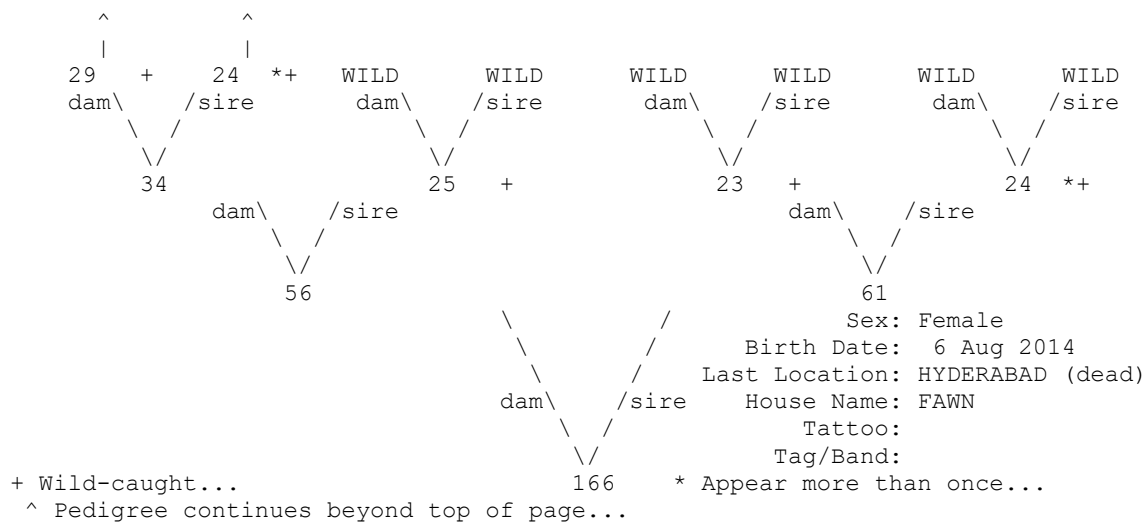 ^ ^
| |
29 + 24 *+ WILD WILD WILD WILD WILD WILD
dam\ /sire dam\ /sire dam\ /sire dam\ /sire
\ / \ / \ / \ /
\/ \/ \/ \/
34 25 + 23 + 24 *+
dam\ /sire dam\ /sire
\ / \ /
\/ \/
56 61
\ / Sex: Female
\ / Birth Date: 6 Aug 2014
\ / Last Location: HYDERABAD (dead)
dam\ /sire House Name: FAWN
\ / Tattoo:
\/ Tag/Band:
+ Wild-caught... 166 * Appear more than once...
^ Pedigree continues beyond top of page...